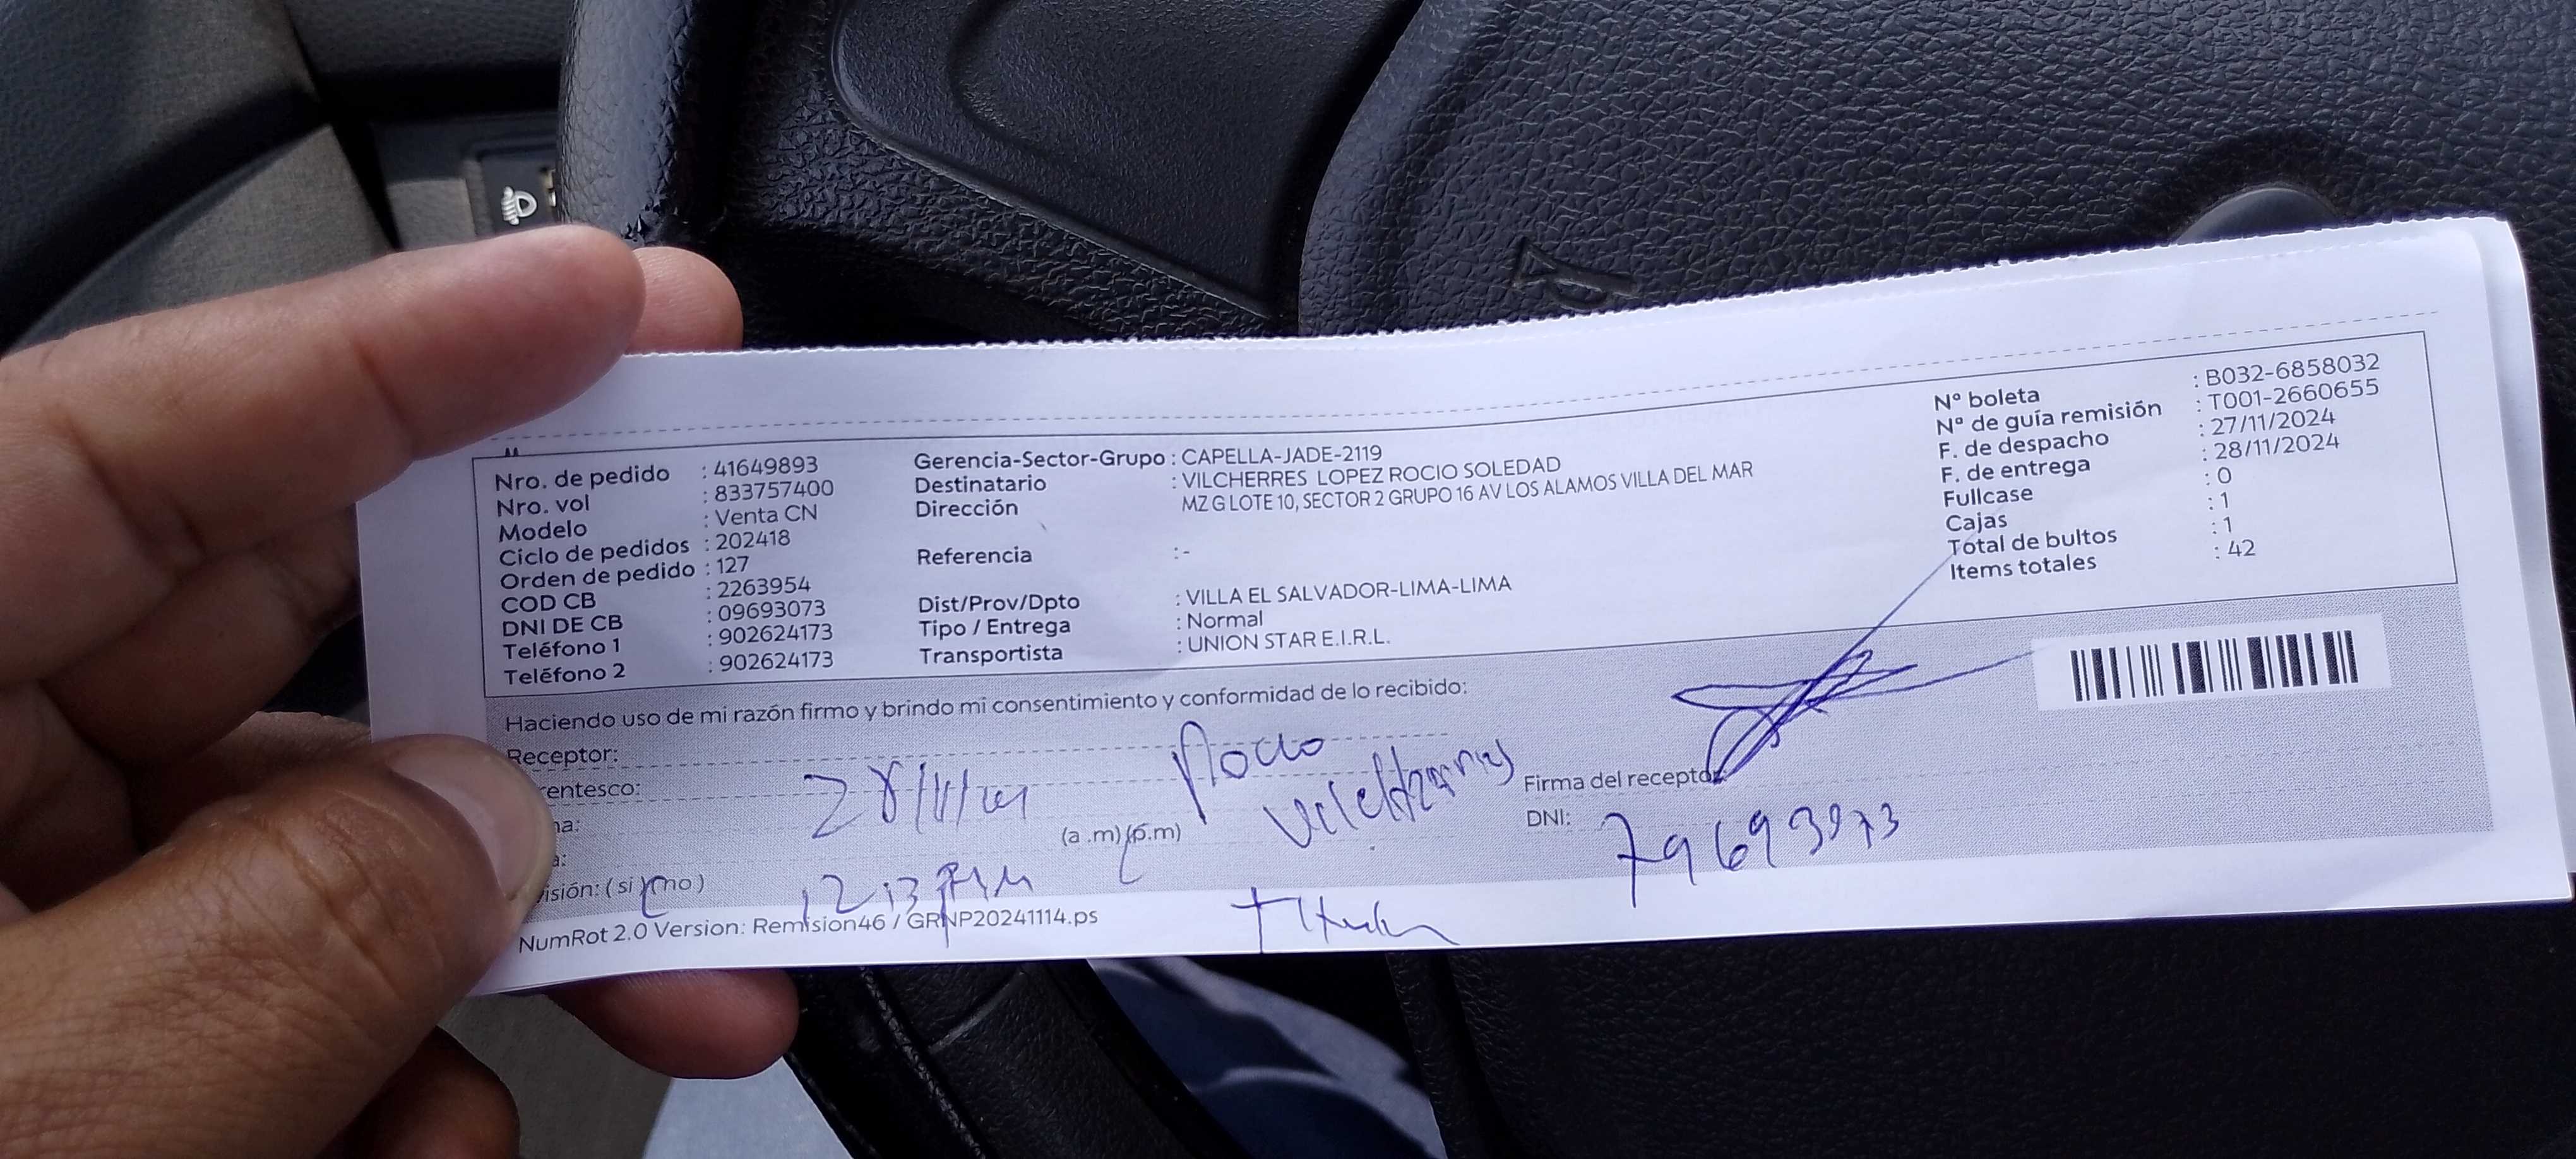 Nro. de pedido : 41649893
Nro. vol : 833757400
Modelo : Venta CN
Ciclo de pedidos : 202418
Orden de pedido : 127
COD CB : 2263954
DNI DE CB : 09693073
Teléfono 1 : 902624173
Teléfono 2 : 902624173
Gerencia-Sector-Grupo : CAPELLA-JADE-2119
Destinatario : VILCHERRES LOPEZ ROCIO SOLEDAD
Dirección MZ G LOTE 10, SECTOR 2 GRUPO 16 AV LOS ALAMOS VILLA DEL MAR
Referencia : -
Dist/Prov/Dpto : VILLA EL SALVADOR-LIMA-LIMA
Tipo / Entrega : Normal
Transportista : UNION STAR E.I.R.L.
Nº boleta : B032-6858032
Nº de guía remisión : T001-2660655
F. de despacho : 27/11/2024
F. de entrega : 28/11/2024
Fullcase : 0
Cajas : 1
Total de bultos : 1
Items totales : 42
Haciendo uso de mi razón firmo y brindo mi consentimiento y conformidad de lo recibido:
Receptor: Rocio
entesco:
a: 28/11/24
(a .m) (p.m)
a: 12:13
isión: ( si ) ( no )
Titular
Firma del receptor:
DNI:
NumRot 2.0 Version: Remision46 / GRNP20241114.ps